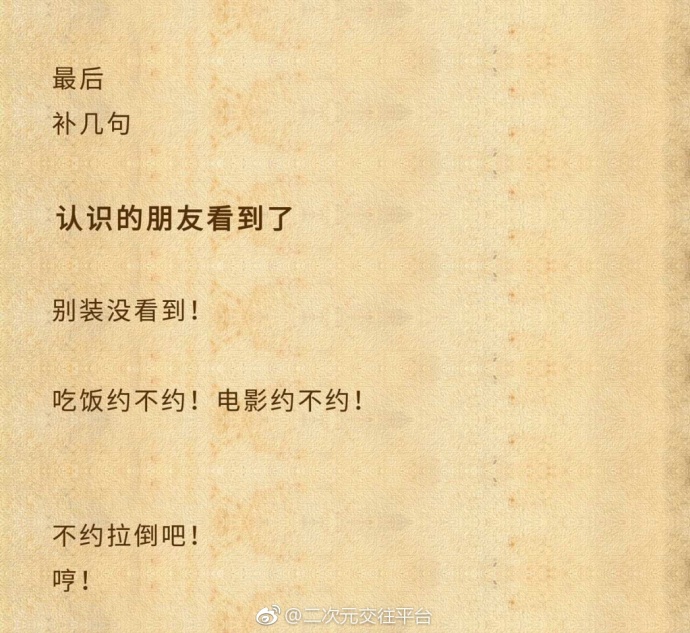 最后
补几句
认识的朋友看到了
别装没看到！
吃饭约不约！电影约不约！
不约拉倒吧！
哼！
@二次元交往平台